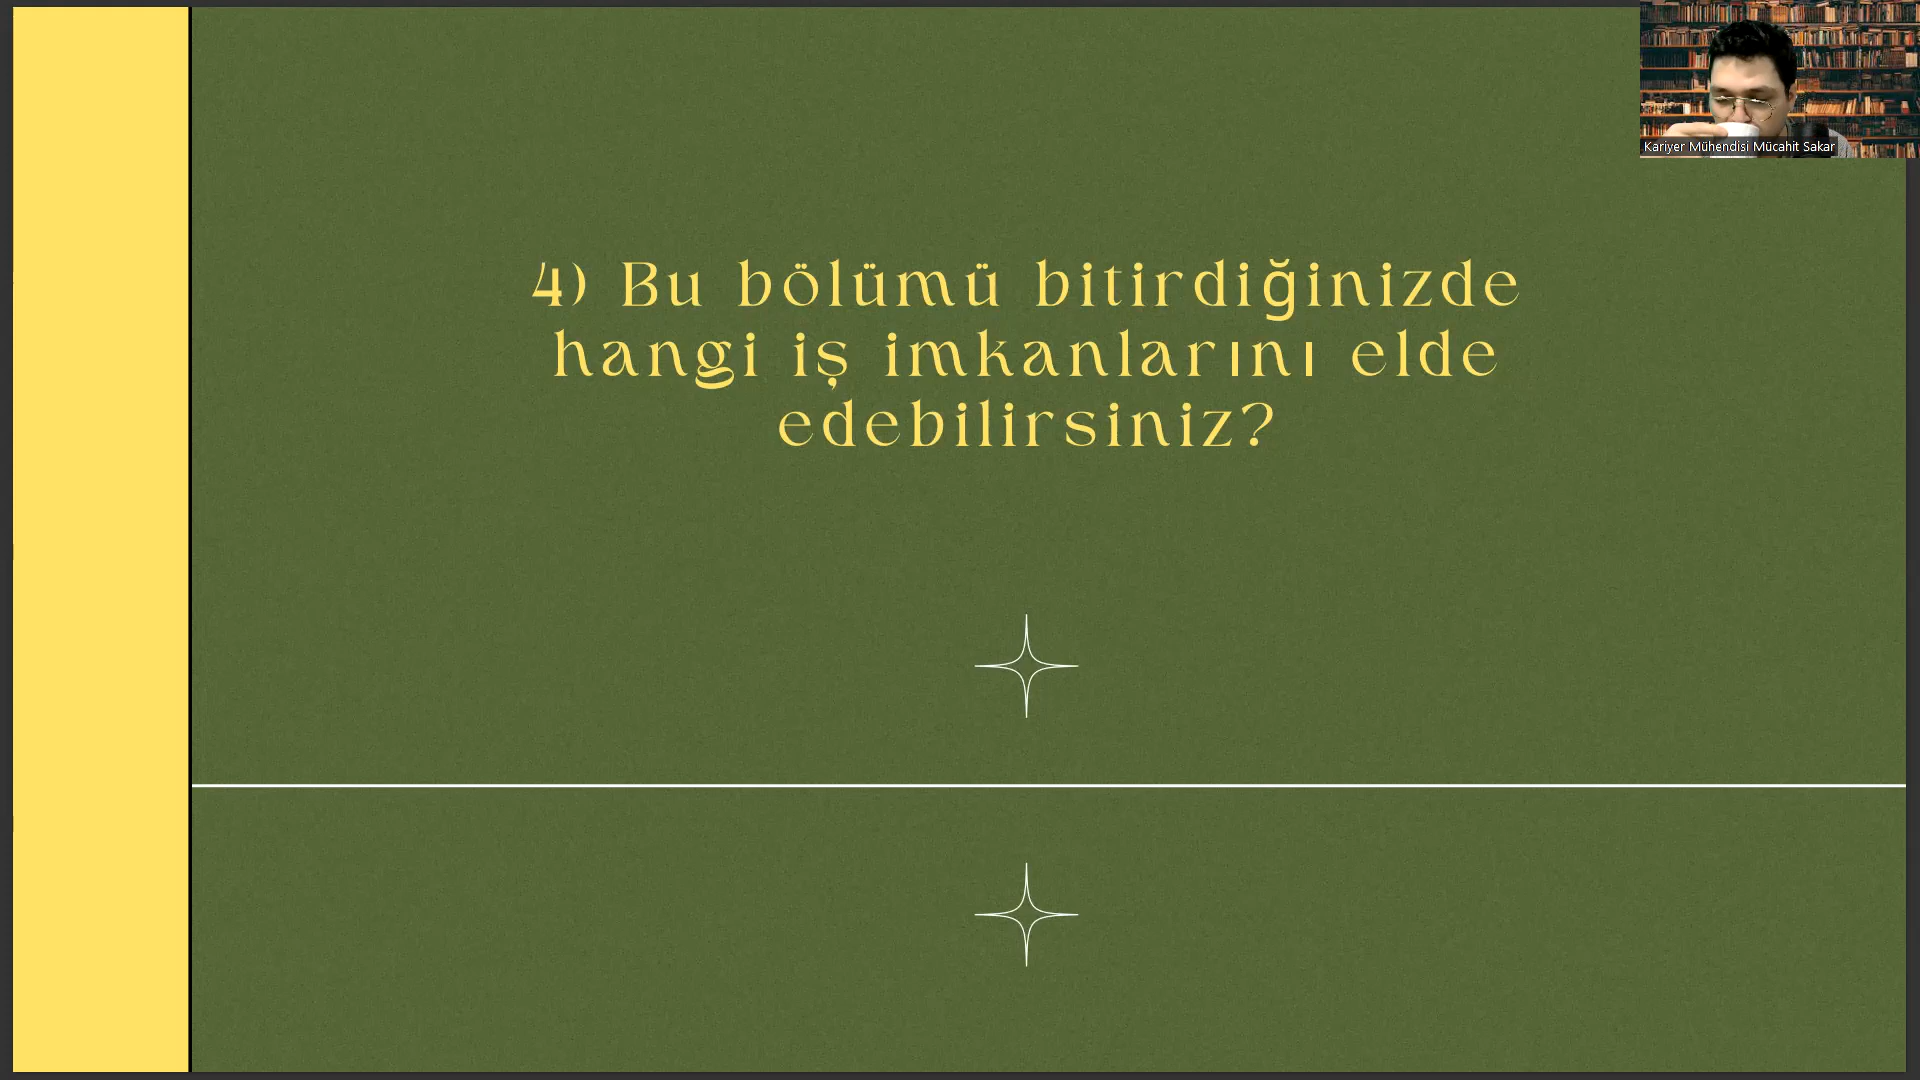 Kariyer Mühendisi Mücahit Sakar
4) Bu bölümü bitirdiğinizde
hangi iş imkanlarını elde
edebilirsiniz?